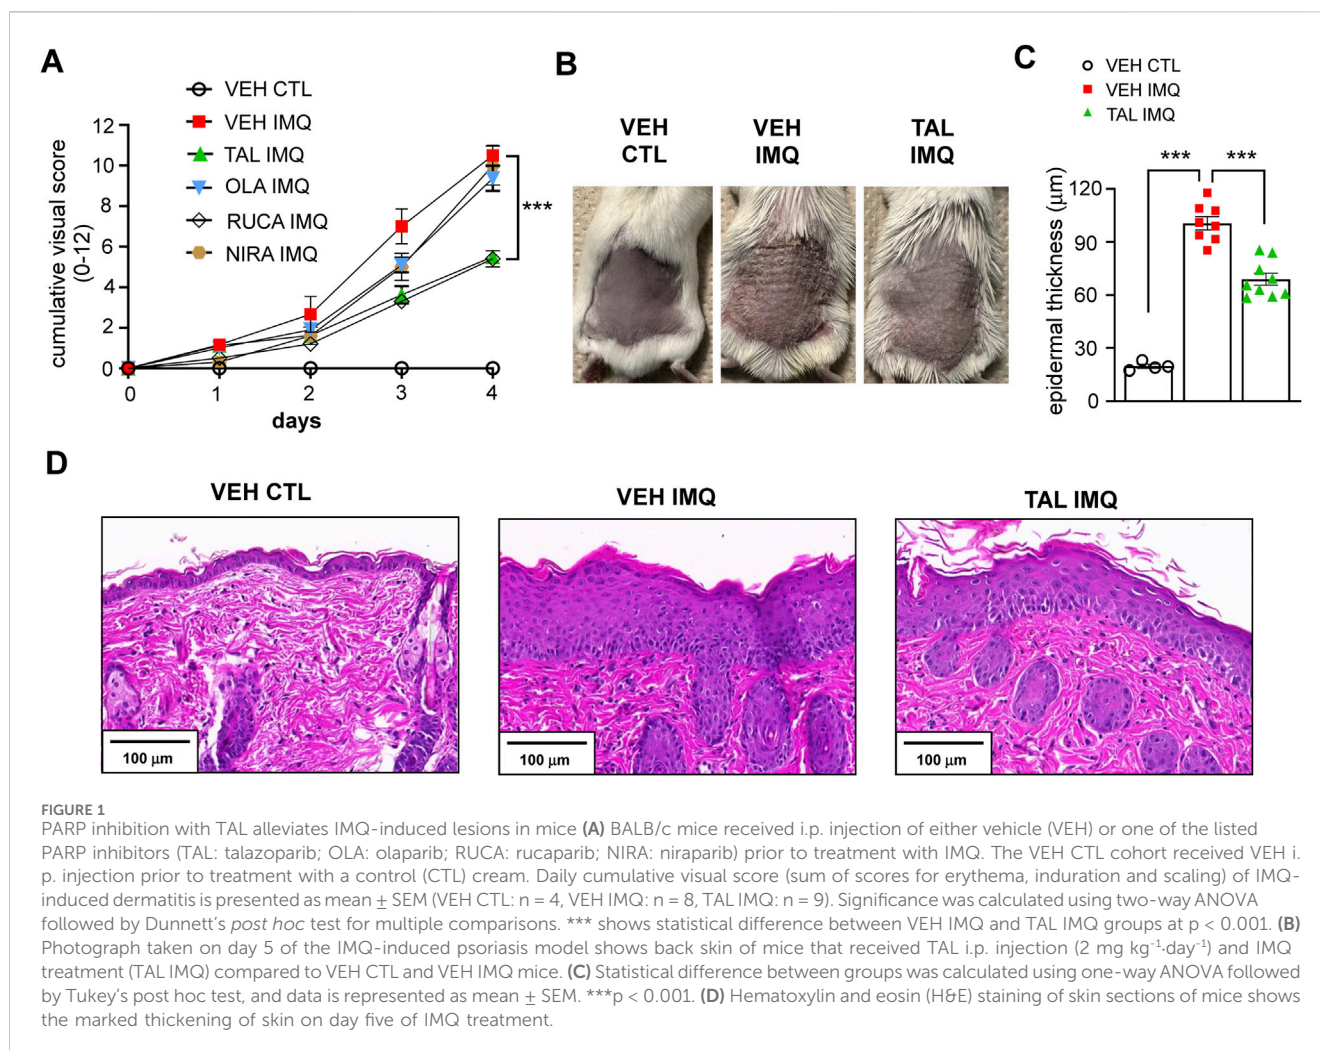 A
VEH CTL
VEH IMQ
TAL IMQ
OLA IMQ
RUCA IMQ
NIRA IMQ
cumulative visual score
(0-12)
12
10
8
6
4
2
0
0 1 2 3 4
days
***
B
VEH
CTL
VEH
IMQ
TAL
IMQ
C
VEH CTL
VEH IMQ
TAL IMQ
*** ***
epidermal thickness (µm)
120
90
60
30
0
D
VEH CTL
VEH IMQ
TAL IMQ
100 µm
100 µm
100 µm
FIGURE 1
PARP inhibition with TAL alleviates IMQ-induced lesions in mice (A) BALB/c mice received i.p. injection of either vehicle (VEH) or one of the listed
PARP inhibitors (TAL: talazoparib; OLA: olaparib; RUCA: rucaparib; NIRA: niraparib) prior to treatment with IMQ. The VEH CTL cohort received VEH i.
p. injection prior to treatment with a control (CTL) cream. Daily cumulative visual score (sum of scores for erythema, induration and scaling) of IMQ-
induced dermatitis is presented as mean ± SEM (VEH CTL: n = 4, VEH IMQ: n = 8, TAL IMQ: n = 9). Significance was calculated using two-way ANOVA
followed by Dunnett's post hoc test for multiple comparisons. *** shows statistical difference between VEH IMQ and TAL IMQ groups at p < 0.001. (B)
Photograph taken on day 5 of the IMQ-induced psoriasis model shows back skin of mice that received TAL i.p. injection (2 mg kg⁻¹·day⁻¹) and IMQ
treatment (TAL IMQ) compared to VEH CTL and VEH IMQ mice. (C) Statistical difference between groups was calculated using one-way ANOVA followed
by Tukey's post hoc test, and data is represented as mean ± SEM. ***p < 0.001. (D) Hematoxylin and eosin (H&E) staining of skin sections of mice shows
the marked thickening of skin on day five of IMQ treatment.